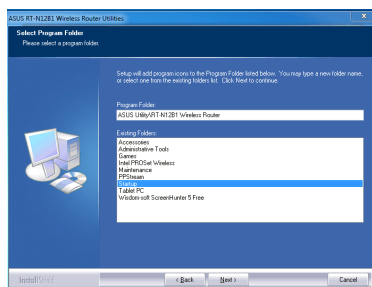 ASUS RT-N12B1 Wireless Router Utilities
X
Select Program Folder
Please select a program folder.
Setup will add program icons to the Program Folder listed below. You may type a new folder name,
or select one from the existing folders list. Click Next to continue.
Program Folder:
ASUS Utility\RT-N12B1 Wireless Router
Existing Folders:
Accessories
Administrative Tools
Games
Intel PROSet Wireless
Maintenance
PPStream
Startup
Tablet PC
Wisdom-soft ScreenHunter 5 Free
InstallShield
< Back
Next >
Cancel